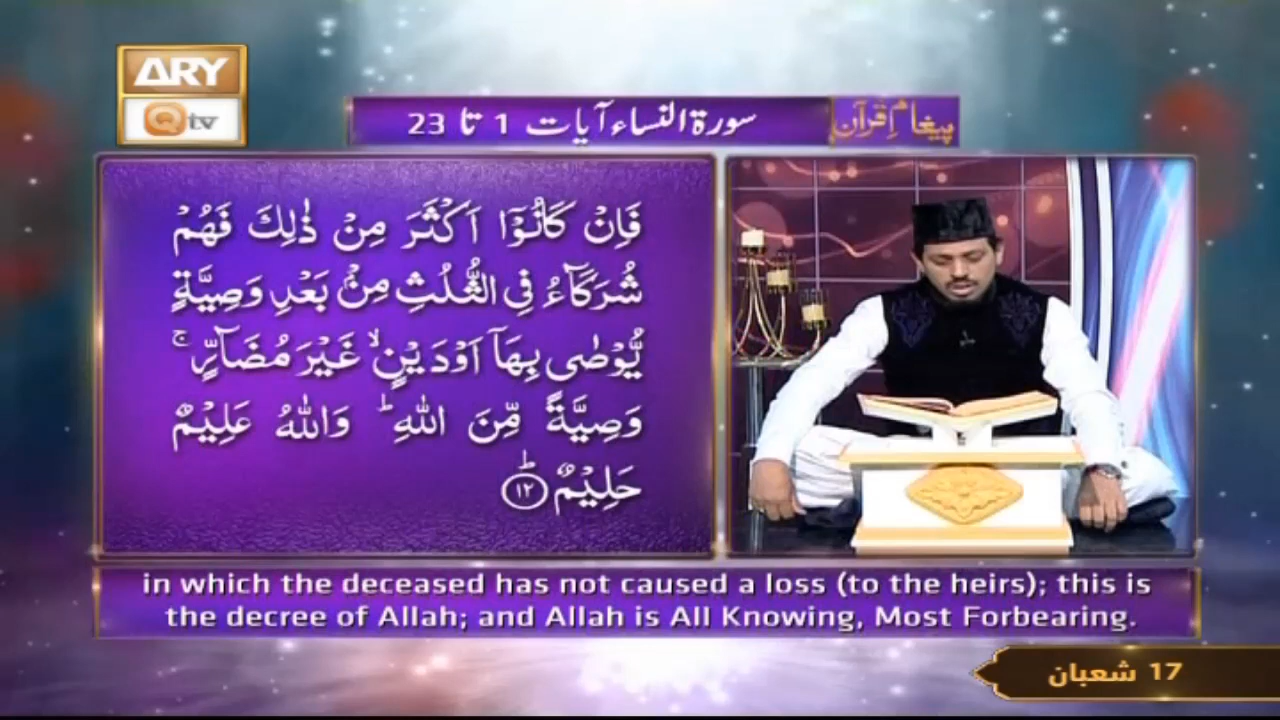 ARY
Qtv
پیغامِ قرآن
سورۃ النساء آیات 1 تا 23
فَاِنۡ کَانُوۡۤا اَکۡثَرَ مِنۡ ذٰلِکَ فَهُمۡ
شُرَکَآءُ فِی الثُّلُثِ مِنۡۢ بَعۡدِ وَصِیَّةٍ
یُّوۡصٰی بِهَاۤ اَوۡ دَیۡنٍ ۙ غَیۡرَ مُضَآرٍّ ۚ
وَصِیَّةً مِّنَ اللّٰهِ ؕ وَاللّٰهُ عَلِیۡمٌ
حَلِیۡمٌ ؕ ﴿۱۲﴾
in which the deceased has not caused a loss (to the heirs); this is
the decree of Allah; and Allah is All Knowing, Most Forbearing.
17 شعبان